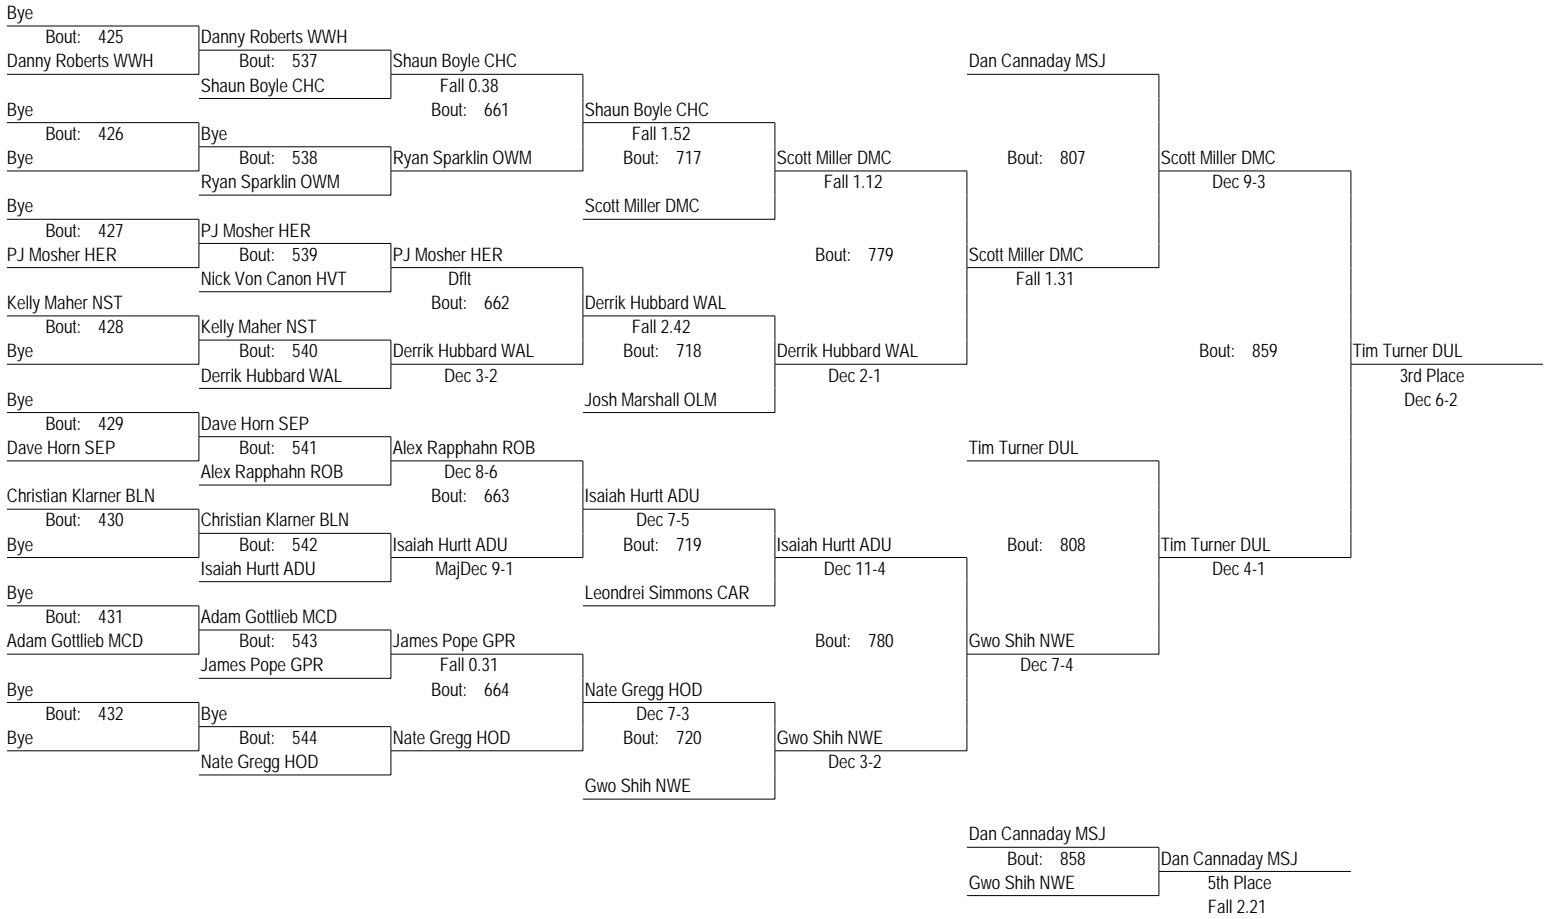 Bye
Bout: 425
Danny Roberts WWH
Bye
Bout: 426
Bye
Bye
Bout: 427
PJ Mosher HER
Kelly Maher NST
Bout: 428
Bye
Bye
Bout: 429
Dave Horn SEP
Christian Klarner BLN
Bout: 430
Bye
Bye
Bout: 431
Adam Gottlieb MCD
Bye
Bout: 432
Bye
Danny Roberts WWH
Bout: 537
Shaun Boyle CHC
Bye
Bout: 538
Ryan Sparklin OWM
PJ Mosher HER
Bout: 539
Nick Von Canon HVT
Kelly Maher NST
Bout: 540
Derrik Hubbard WAL
Dave Horn SEP
Bout: 541
Alex Rapphahn ROB
Christian Klarner BLN
Bout: 542
Isaiah Hurtt ADU
Adam Gottlieb MCD
Bout: 543
James Pope GPR
Bye
Bout: 544
Nate Gregg HOD
Shaun Boyle CHC
Fall 0.38
Bout: 661
Ryan Sparklin OWM
PJ Mosher HER
Dflt
Bout: 662
Derrik Hubbard WAL
Dec 3-2
Alex Rapphahn ROB
Dec 8-6
Bout: 663
Isaiah Hurtt ADU
MajDec 9-1
James Pope GPR
Fall 0.31
Bout: 664
Nate Gregg HOD
Shaun Boyle CHC
Fall 1.52
Bout: 717
Scott Miller DMC
Derrik Hubbard WAL
Fall 2.42
Bout: 718
Josh Marshall OLM
Isaiah Hurtt ADU
Dec 7-5
Bout: 719
Leondrei Simmons CAR
Nate Gregg HOD
Dec 7-3
Bout: 720
Gwo Shih NWE
Scott Miller DMC
Fall 1.12
Bout: 779
Derrik Hubbard WAL
Dec 2-1
Isaiah Hurtt ADU
Dec 11-4
Bout: 780
Gwo Shih NWE
Dec 3-2
Dan Cannaday MSJ
Bout: 807
Scott Miller DMC
Fall 1.31
Tim Turner DUL
Bout: 808
Gwo Shih NWE
Dec 7-4
Scott Miller DMC
Dec 9-3
Bout: 859
Tim Turner DUL
Dec 4-1
Tim Turner DUL
3rd Place
Dec 6-2
Dan Cannaday MSJ
Bout: 858
Gwo Shih NWE
Dan Cannaday MSJ
5th Place
Fall 2.21